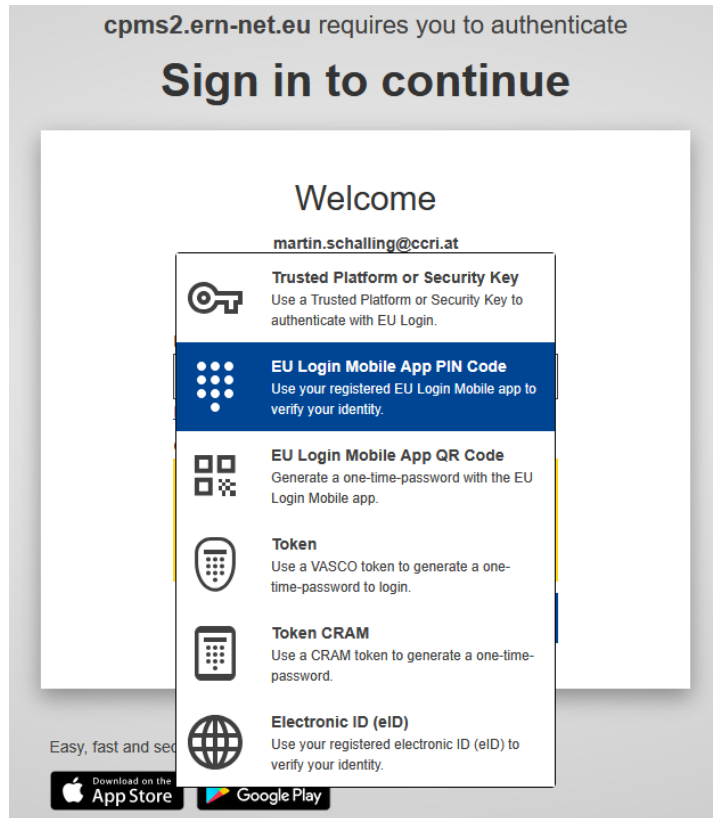 cpms2.ern-net.eu requires you to authenticate
Sign in to continue
Welcome
martin.schalling@ccri.at
Trusted Platform or Security Key
Use a Trusted Platform or Security Key to
authenticate with EU Login.
EU Login Mobile App PIN Code
Use your registered EU Login Mobile app to
verify your identity.
EU Login Mobile App QR Code
Generate a one-time-password with the EU
Login Mobile app.
Token
Use a VASCO token to generate a one-
time-password to login.
Token CRAM
Use a CRAM token to generate a one-time-
password.
Electronic ID (eID)
Use your registered electronic ID (eID) to
verify your identity.
Easy, fast and
Download on the
App Store
Google Play